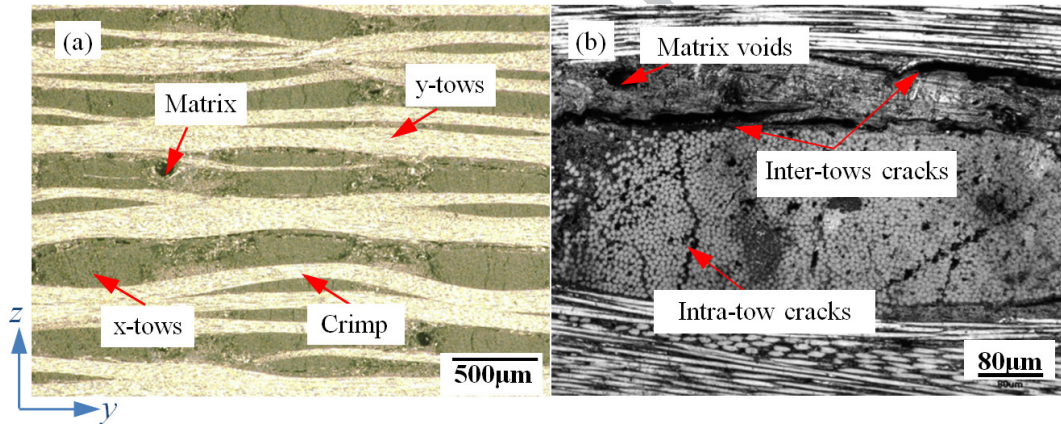 (a)
y-tows
Matrix
x-tows
Crimp
500μm
z
y
(b)
Matrix voids
Inter-tows cracks
Intra-tow cracks
80μm
80um